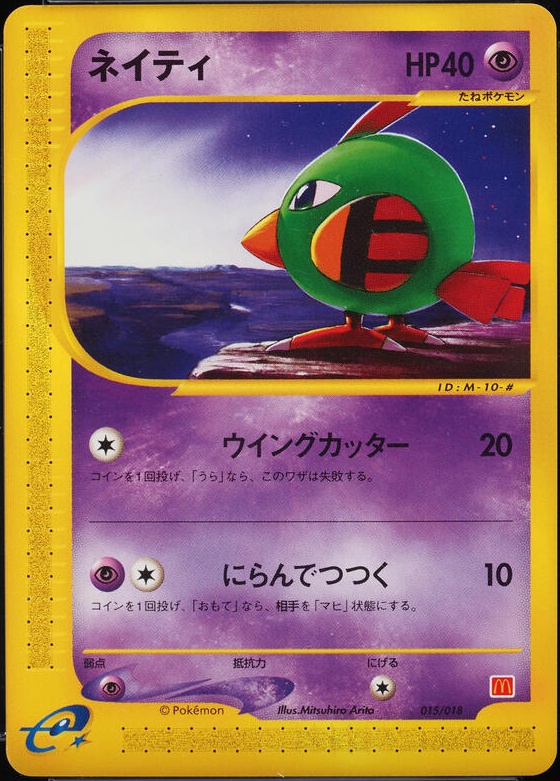 ネイティ HP40
たねポケモン
ID:M-10-#
ウイングカッター 20
コインを1回投げ、「うら」なら、このワザは失敗する。
にらんでつつく 10
コインを1回投げ、「おもて」なら、相手を「マヒ」状態にする。
弱点 抵抗力 にげる
© Pokémon Illus.Mitsuhiro Arita 015/018
e
M